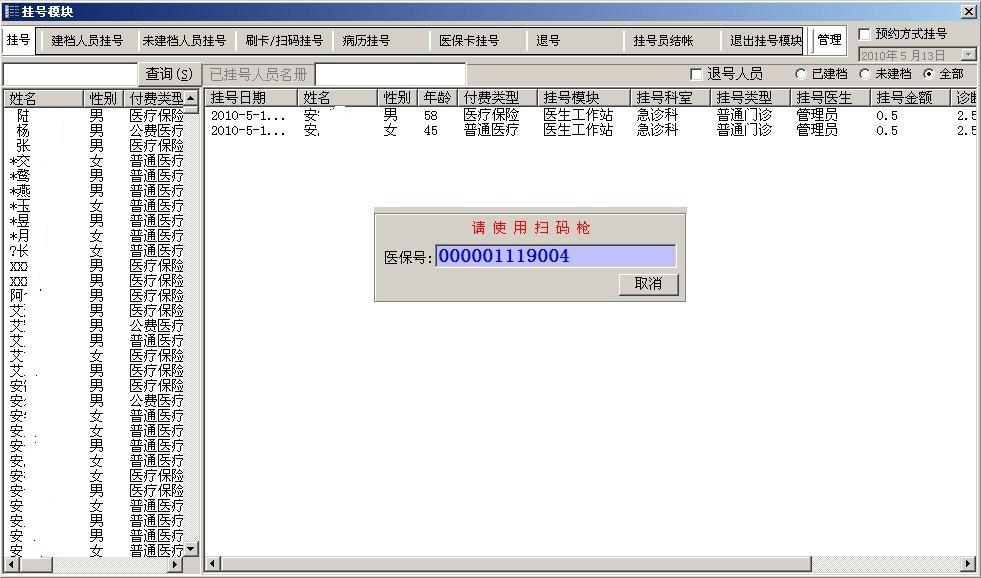 挂号模块
挂号 建档人员挂号 未建档人员挂号 刷卡/扫码挂号 病历挂号 医保卡挂号 退号 挂号员结帐 退出挂号模块 管理 预约方式挂号
2010年 5 月13日
查询(S) 已挂号人员名册 退号人员 已建档 未建档 全部
姓名 性别 付费类型 挂号日期 姓名 性别 年龄 付费类型 挂号模块 挂号科室 挂号类型 挂号医生 挂号金额 诊断
陆 男 医疗保险 2010-5-1... 安 男 58 医疗保险 医生工作站 急诊科 普通门诊 管理员 0.5 2.5
杨 男 公费医疗 2010-5-1... 安 女 45 普通医疗 医生工作站 急诊科 普通门诊 管理员 0.5 2.5
张 男 医疗保险
*交 女 普通医疗
*鹜 男 普通医疗
*燕 男 普通医疗
*玉 女 普通医疗
*昱 男 普通医疗
*月 女 普通医疗
?长 女 普通医疗
XXX 男 医疗保险
XXX 男 医疗保险
阿 男 医疗保险
艾 男 医疗保险
艾 男 公费医疗
艾 男 普通医疗
艾 女 医疗保险
艾 男 医疗保险
安 男 医疗保险
安 男 公费医疗
安 女 普通医疗
安 女 普通医疗
安 男 普通医疗
安 女 普通医疗
安 女 医疗保险
安 男 医疗保险
安 女 普通医疗
安 男 普通医疗
安 男 普通医疗
安 女 普通医疗
请使用扫码枪
医保号: 000001119004
取消